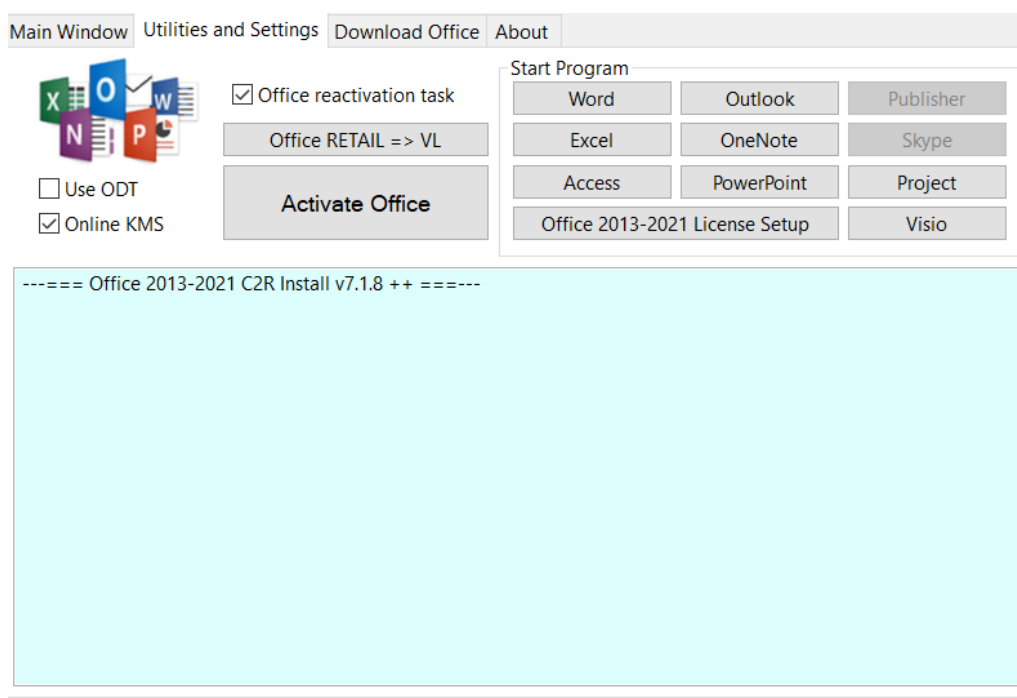 Main Window Utilities and Settings Download Office About
Start Program
Office reactivation task
Word Outlook Publisher
Office RETAIL => VL
Excel OneNote Skype
Use ODT
Activate Office
Access PowerPoint Project
Online KMS
Office 2013-2021 License Setup Visio
---=== Office 2013-2021 C2R Install v7.1.8 ++ ===---
X O W N P